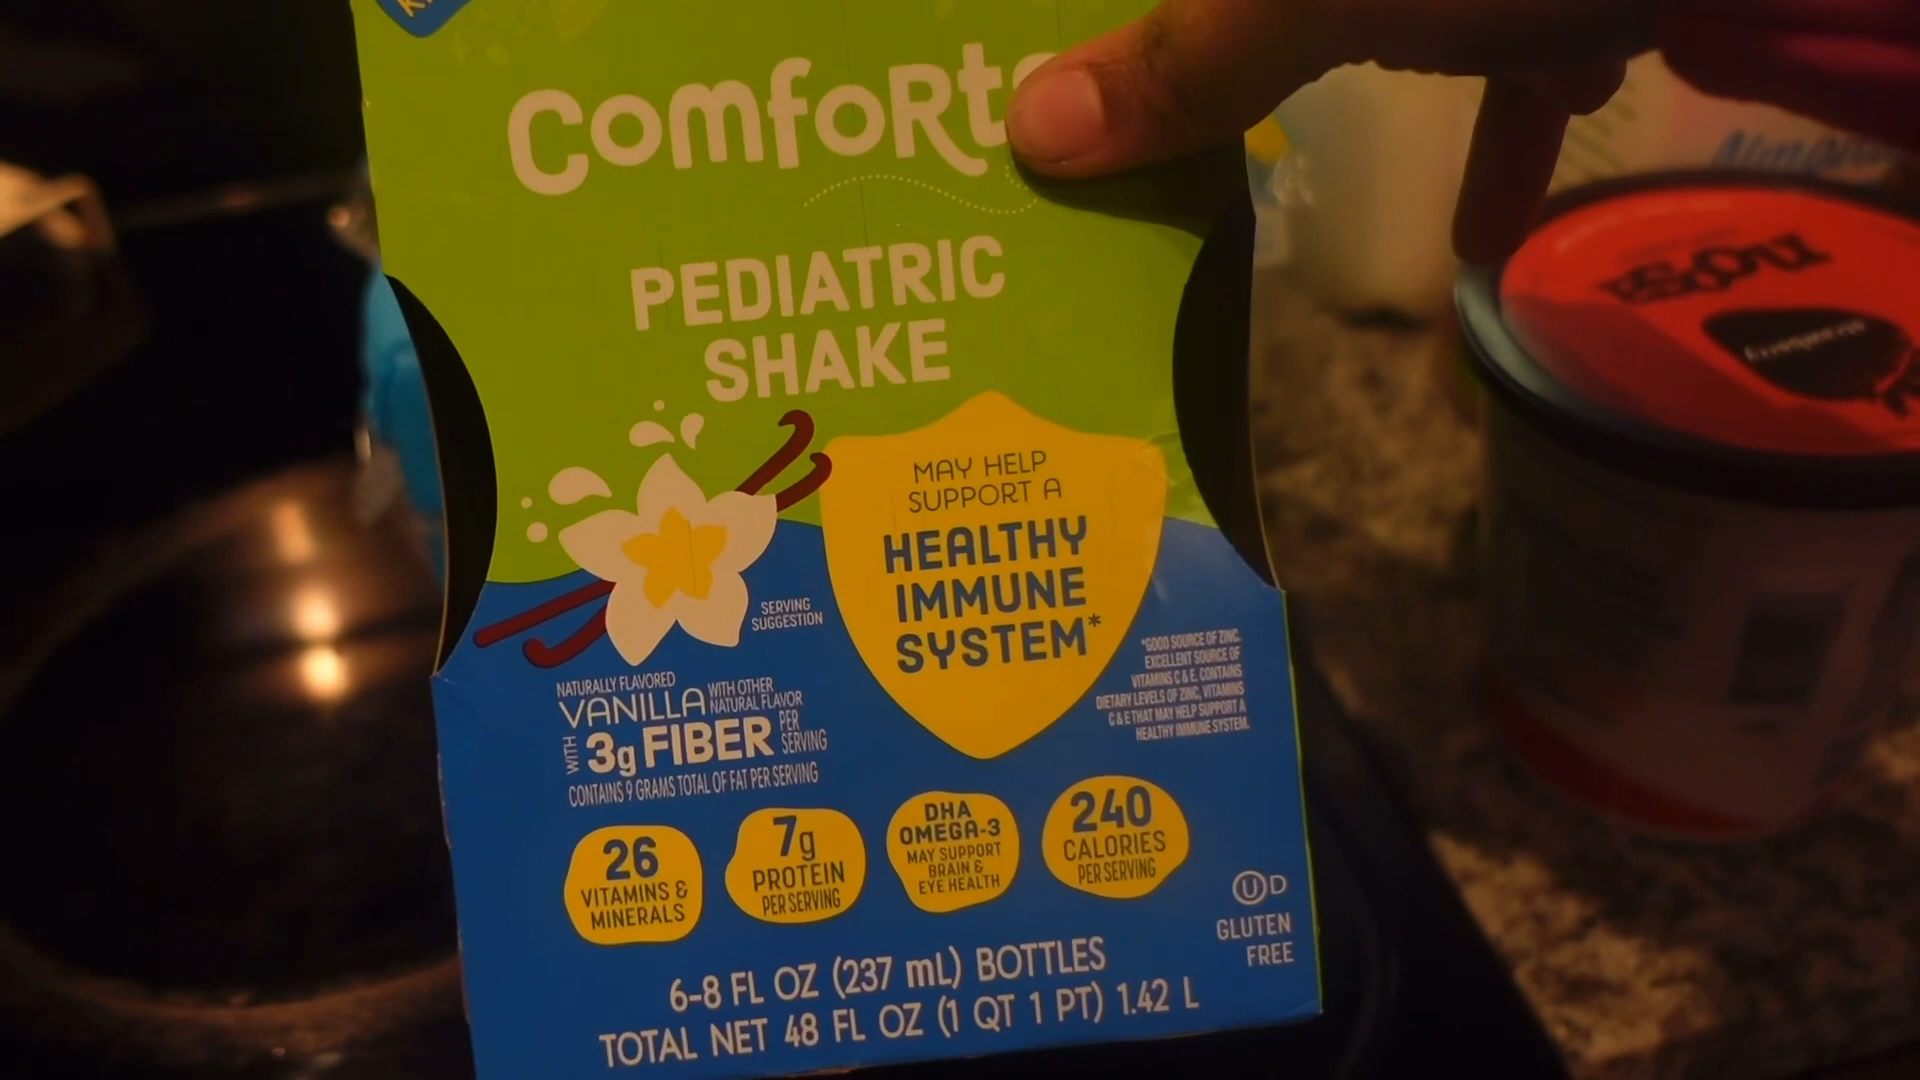 Comfort
PEDIATRIC
SHAKE
MAY HELP
SUPPORT A
HEALTHY
IMMUNE
SYSTEM*
SERVING
SUGGESTION
*GOOD SOURCE OF ZINC.
EXCELLENT SOURCE OF
VITAMINS C & E. CONTAINS
DIETARY LEVELS OF ZINC, VITAMINS
C & E THAT MAY HELP SUPPORT A
HEALTHY IMMUNE SYSTEM.
NATURALLY FLAVORED
VANILLA WITH OTHER
NATURAL FLAVOR
WITH 3g FIBER PER
SERVING
CONTAINS 9 GRAMS TOTAL OF FAT PER SERVING
26
VITAMINS &
MINERALS
7g
PROTEIN
PER SERVING
DHA
OMEGA-3
MAY SUPPORT
BRAIN &
EYE HEALTH
240
CALORIES
PER SERVING
UD
GLUTEN
FREE
6-8 FL OZ (237 mL) BOTTLES
TOTAL NET 48 FL OZ (1 QT 1 PT) 1.42 L
noosa
strawberry